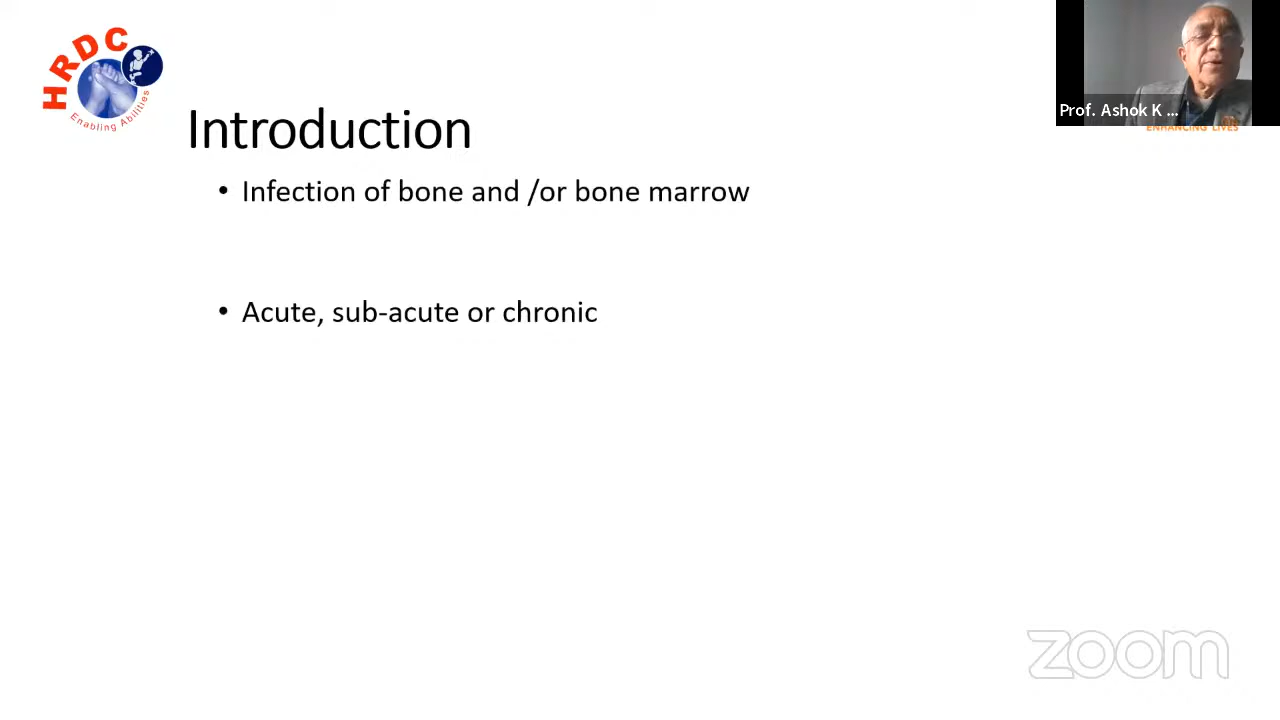 HRDC
Enabling Abilities
Prof. Ashok K ...
ENHANCING LIVES
Introduction
• Infection of bone and /or bone marrow
• Acute, sub-acute or chronic
zoom